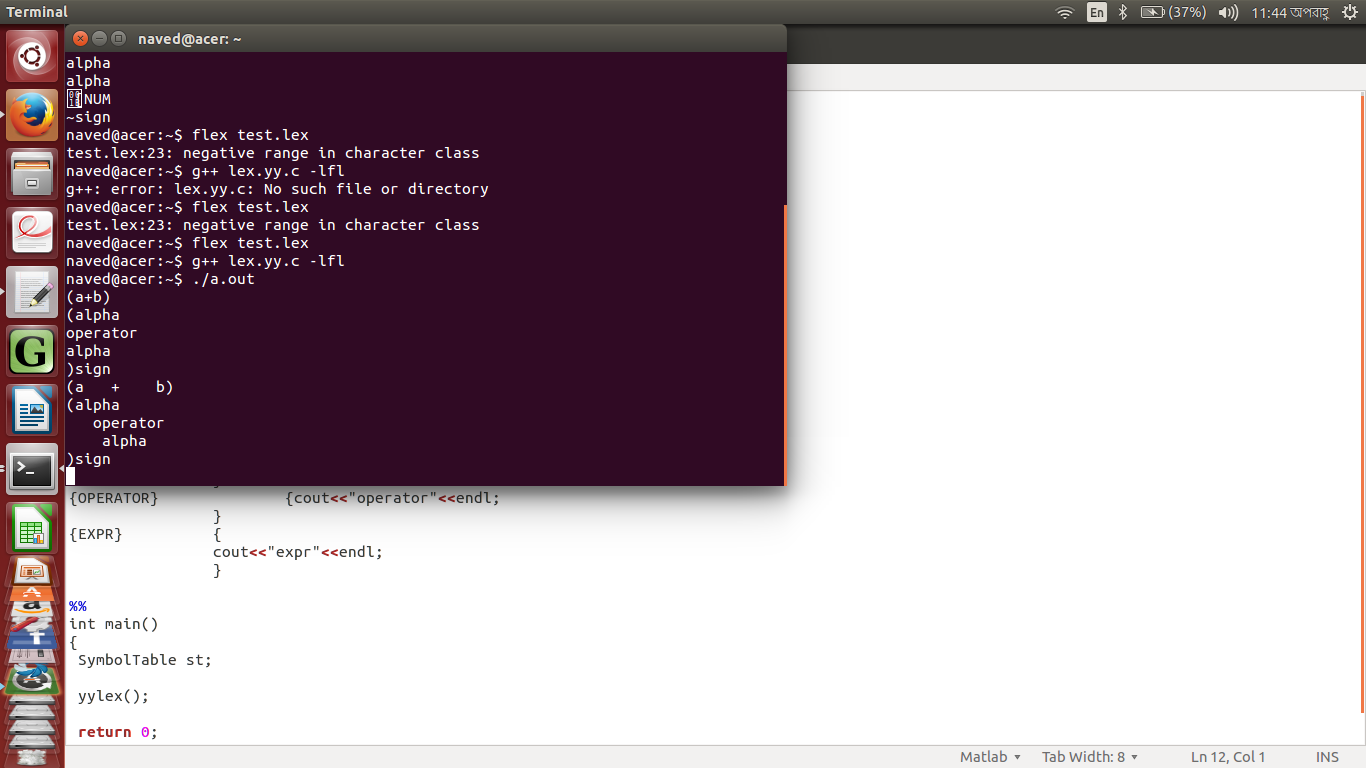 Terminal
En
(37%)
11:44 অপরাহ্ণ
naved@acer: ~
alpha
alpha
NUM
~sign
naved@acer:~$ flex test.lex
test.lex:23: negative range in character class
naved@acer:~$ g++ lex.yy.c -lfl
g++: error: lex.yy.c: No such file or directory
naved@acer:~$ flex test.lex
test.lex:23: negative range in character class
naved@acer:~$ flex test.lex
naved@acer:~$ g++ lex.yy.c -lfl
naved@acer:~$ ./a.out
(a+b)
(alpha
operator
alpha
)sign
(a   +    b)
(alpha
   operator
    alpha
)sign
{OPERATOR}              {cout<<"operator"<<endl;
                }
{EXPR}          {
                cout<<"expr"<<endl;
                }
%%
int main()
{
 SymbolTable st;
 yylex();
 return 0;
Matlab
Tab Width: 8
Ln 12, Col 1
INS